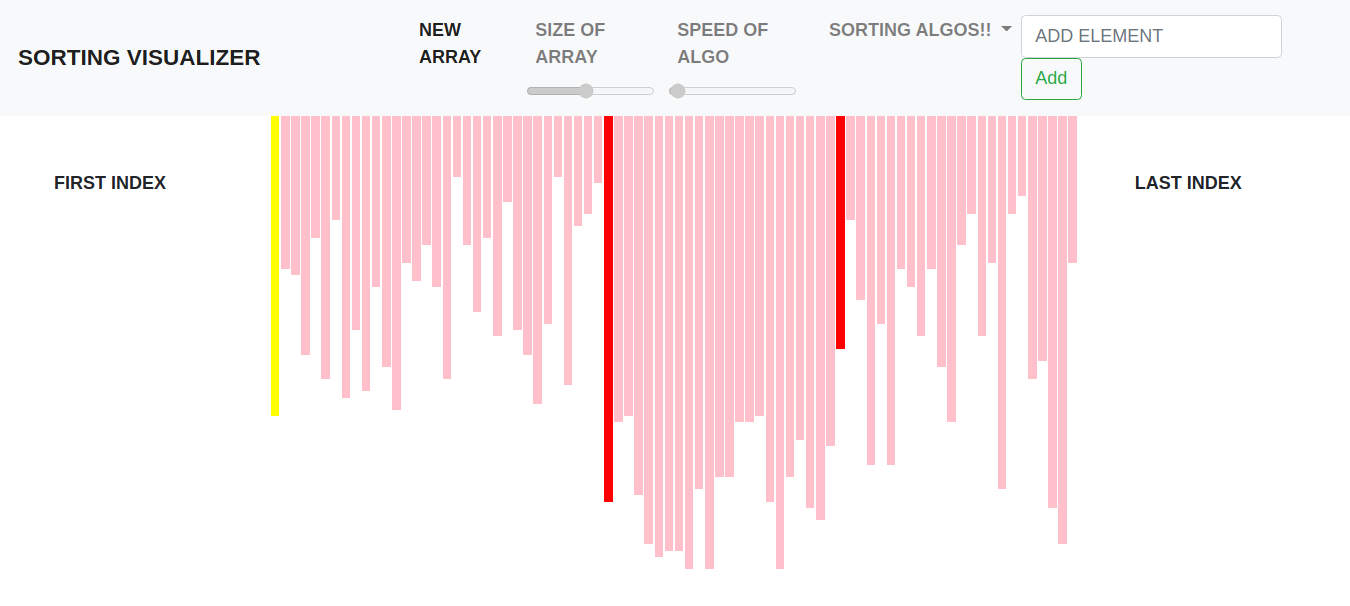 SORTING VISUALIZER
NEW
ARRAY
SIZE OF
ARRAY
SPEED OF
ALGO
SORTING ALGOS!!
ADD ELEMENT
Add
FIRST INDEX
LAST INDEX